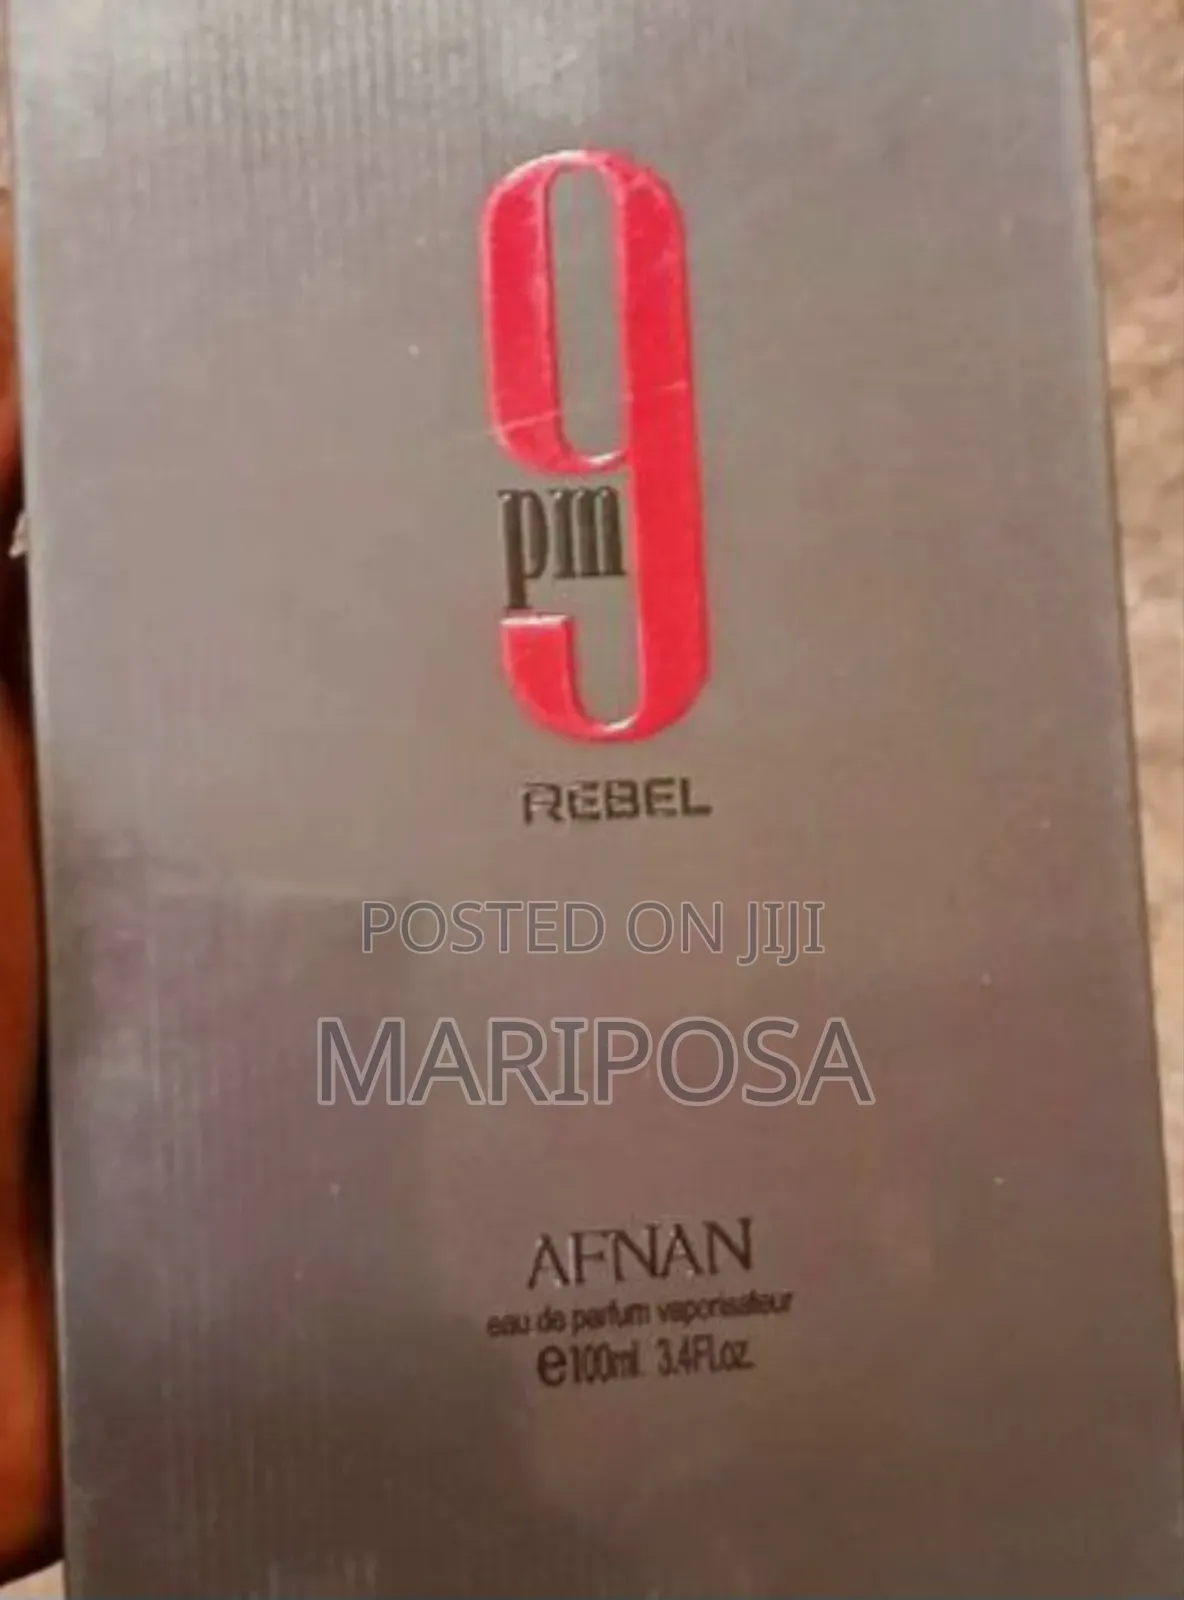 9
pm
REBEL
POSTED ON JIJI
MARIPOSA
AFNAN
eau de parfum vaporisateur
e100ml 3.4Fl.oz.